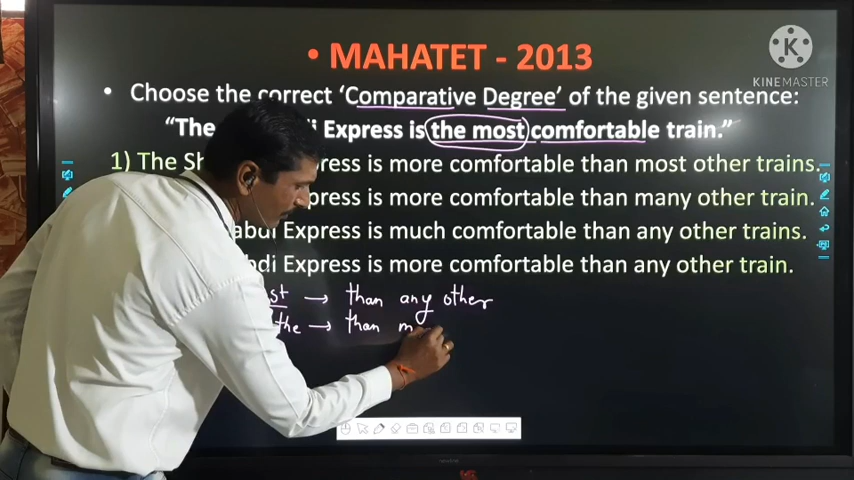 • MAHATET - 2013
K
KINEMASTER
• Choose the correct ‘Comparative Degree’ of the given sentence:
“The Express is the most comfortable train.”
1) The Express is more comfortable than most other trains.
Express is more comfortable than many other train.
Express is much comfortable than any other trains.
Express is more comfortable than any other train.
→ than any other
the → than